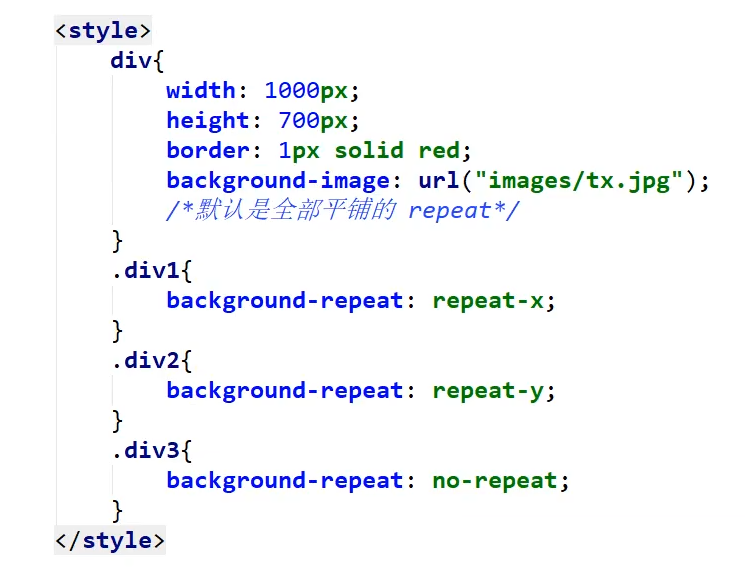 <style>
div{
width: 1000px;
height: 700px;
border: 1px solid red;
background-image: url("images/tx.jpg");
/*默认是全部平铺的 repeat*/
}
.div1{
background-repeat: repeat-x;
}
.div2{
background-repeat: repeat-y;
}
.div3{
background-repeat: no-repeat;
}
</style>